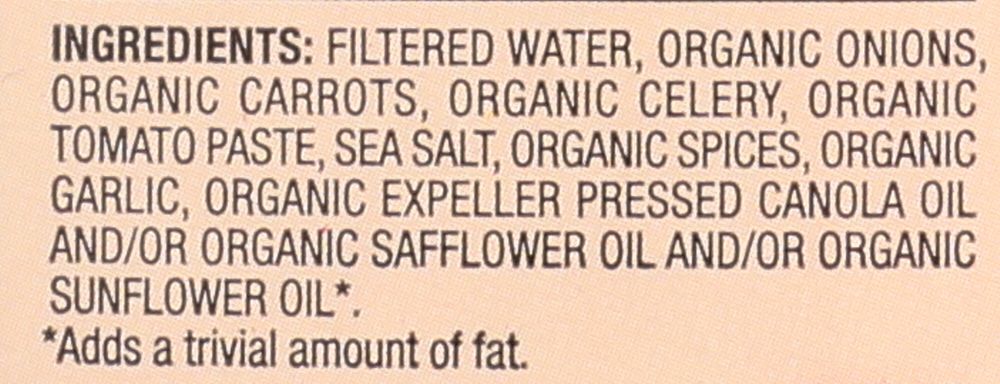 INGREDIENTS: FILTERED WATER, ORGANIC ONIONS,
ORGANIC CARROTS, ORGANIC CELERY, ORGANIC
TOMATO PASTE, SEA SALT, ORGANIC SPICES, ORGANIC
GARLIC, ORGANIC EXPELLER PRESSED CANOLA OIL
AND/OR ORGANIC SAFFLOWER OIL AND/OR ORGANIC
SUNFLOWER OIL*.
*Adds a trivial amount of fat.